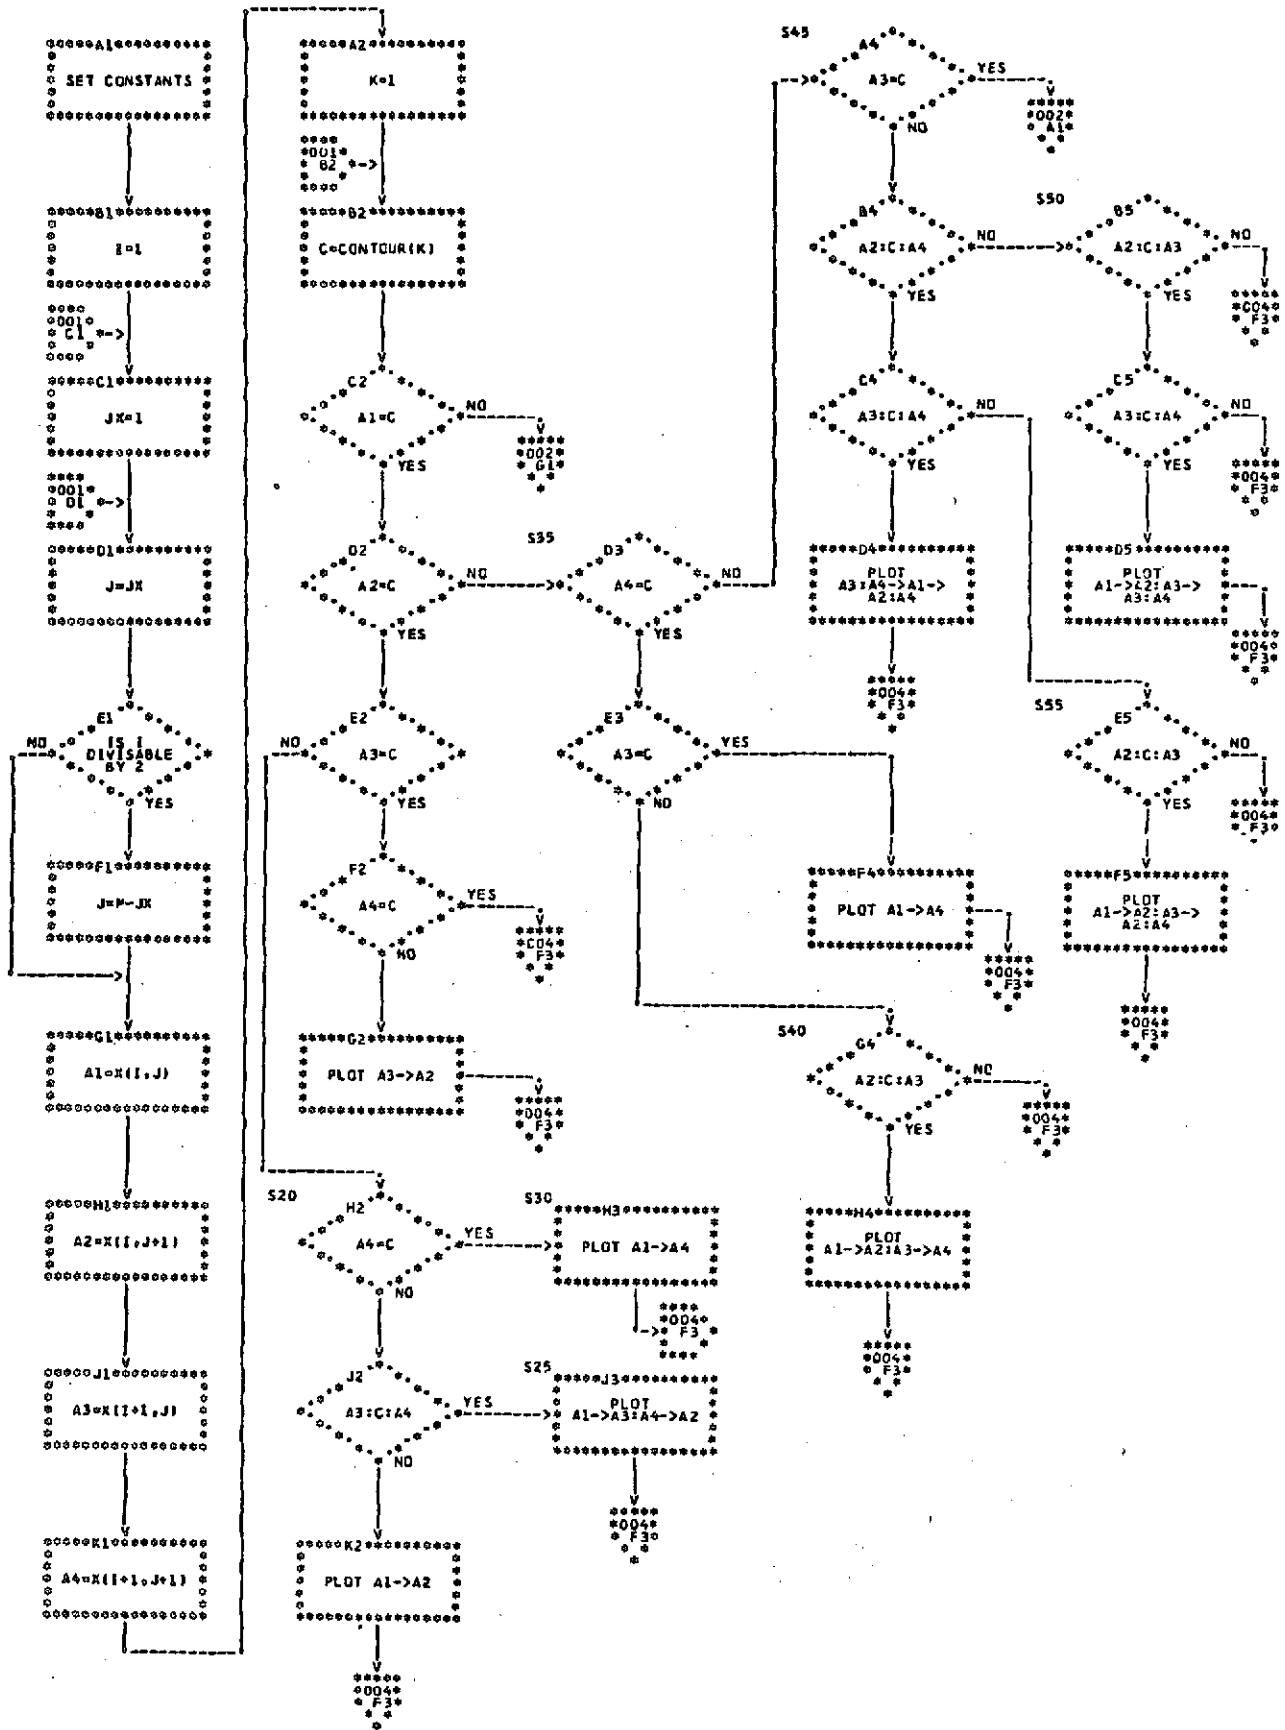 A1
SET CONSTANTS
B1
I=1
001
C1
C1
JX=1
001
D1
D1
J=JX
E1
IS I
DIVISABLE
BY 2
NO
YES
F1
J=M-JX
G1
A1=X(I,J)
H1
A2=X(I,J+1)
J1
A3=X(I+1,J)
K1
A4=X(I+1,J+1)
A2
K=1
001
B2
B2
C=CONTOUR(K)
C2
A1=C
NO
YES
002
G1
D2
A2=C
NO
YES
E2
A3=C
NO
YES
F2
A4=C
YES
NO
004
F3
G2
PLOT A3->A2
004
F3
S20
H2
A4=C
YES
NO
J2
A3:C:A4
YES
NO
K2
PLOT A1->A2
004
F3
S35
D3
A4=C
NO
YES
E3
A3=C
YES
NO
S30
H3
PLOT A1->A4
004
F3
S25
J3
PLOT
A1->A3:A4->A2
004
F3
S45
A4
A3=C
YES
NO
002
A1
B4
A2:C:A4
NO
YES
C4
A3:C:A4
NO
YES
D4
PLOT
A3:A4->A1->
A2:A4
004
F3
F4
PLOT A1->A4
004
F3
S40
G4
A2:C:A3
NO
YES
004
F3
H4
PLOT
A1->A2:A3->A4
004
F3
S50
B5
A2:C:A3
NO
YES
004
F3
C5
A3:C:A4
NO
YES
004
F3
D5
PLOT
A1->A2:A3->
A3:A4
004
F3
S55
E5
A2:C:A3
NO
YES
004
F3
F5
PLOT
A1->A2:A3->
A2:A4
004
F3